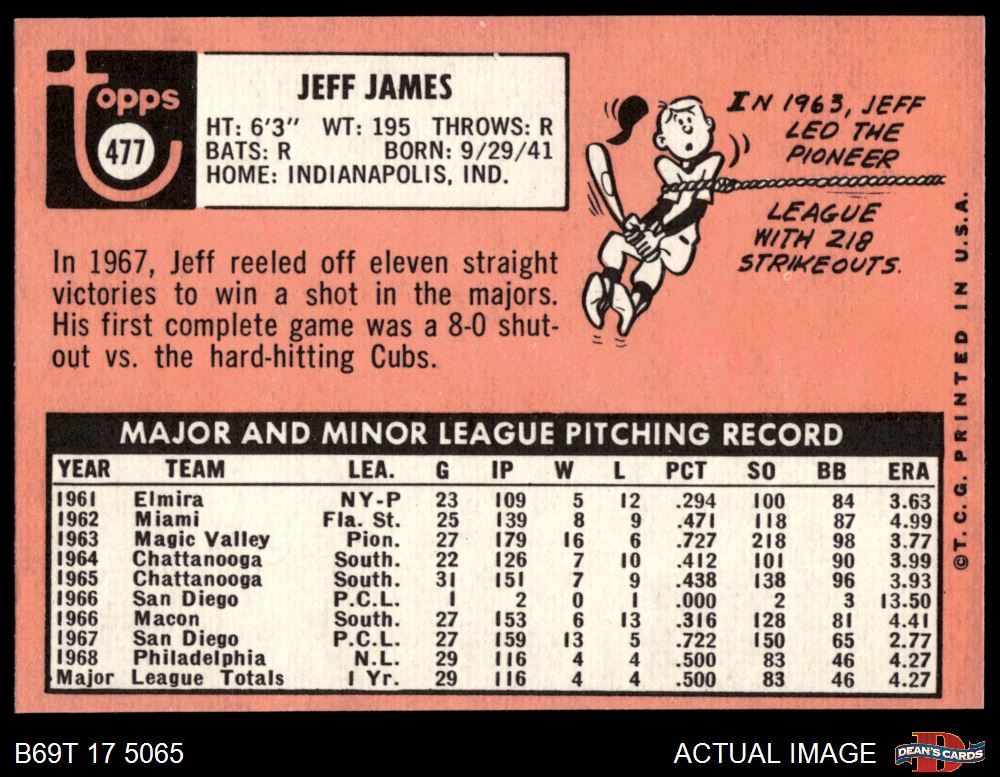 topps
477
JEFF JAMES
HT: 6'3" WT: 195 THROWS: R
BATS: R BORN: 9/29/41
HOME: INDIANAPOLIS, IND.
IN 1963, JEFF
LED THE
PIONEER
LEAGUE
WITH 218
STRIKEOUTS.
In 1967, Jeff reeled off eleven straight
victories to win a shot in the majors.
His first complete game was a 8-0 shut-
out vs. the hard-hitting Cubs.
MAJOR AND MINOR LEAGUE PITCHING RECORD
YEAR TEAM LEA. G IP W L PCT SO BB ERA
1961 Elmira NY-P 23 109 5 12 .294 100 84 3.63
1962 Miami Fla. St. 25 139 8 9 .471 118 87 4.99
1963 Magic Valley Pion. 27 179 16 6 .727 218 98 3.77
1964 Chattanooga South. 22 126 7 10 .412 101 90 3.99
1965 Chattanooga South. 31 151 7 9 .438 138 96 3.93
1966 San Diego P.C.L. 1 2 0 1 .000 2 3 13.50
1966 Macon South. 27 153 6 13 .316 128 81 4.41
1967 San Diego P.C.L. 27 159 13 5 .722 150 65 2.77
1968 Philadelphia N.L. 29 116 4 4 .500 83 46 4.27
Major League Totals 1 Yr. 29 116 4 4 .500 83 46 4.27
©T.C.G. PRINTED IN U.S.A.
B69T 17 5065
ACTUAL IMAGE
DEAN'S CARDS